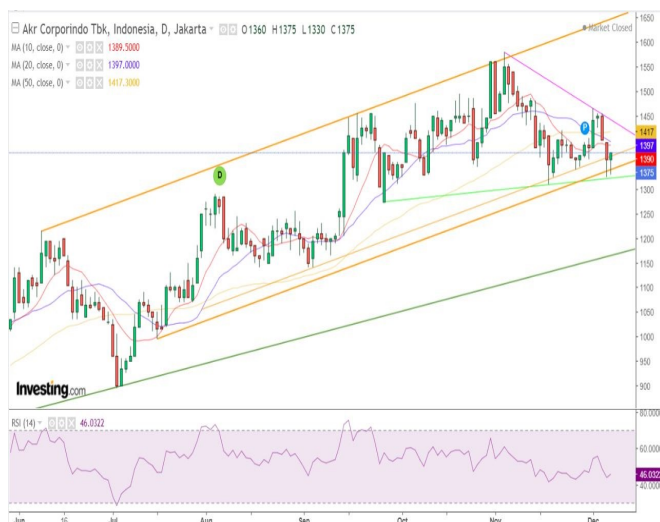 Akr Corporindo Tbk, Indonesia, D, Jakarta O1360 H1375 L1330 C1375
MA (10, close, 0) 1389.5000
MA (20, close, 0) 1397.0000
MA (50, close, 0) 1417.3000
Market Closed
1650
1600
1550
1500
1450
1417
1397
1390
1375
1300
1250
1200
1150
1100
1050
1000
950
900
D
P
Investing.com
RSI (14) 46.0322
80.0000
46.0322
40.0000
Jun 16 Jul Aug Sep Oct Nov Dec